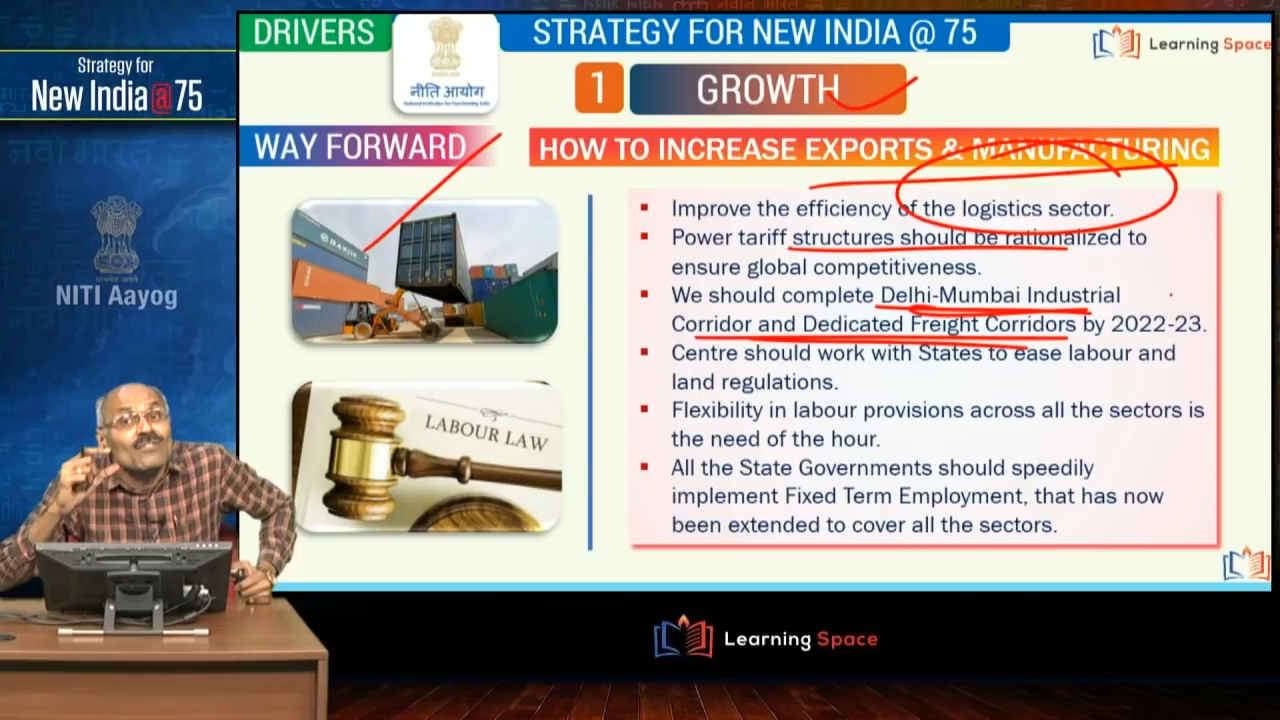 Strategy for
New India@75
NITI Aayog
DRIVERS
नीति आयोग
STRATEGY FOR NEW INDIA @ 75
Learning Space
1 GROWTH
WAY FORWARD
HOW TO INCREASE EXPORTS & MANUFACTURING
▪ Improve the efficiency of the logistics sector.
▪ Power tariff structures should be rationalized to
ensure global competitiveness.
▪ We should complete Delhi-Mumbai Industrial
Corridor and Dedicated Freight Corridors by 2022-23.
▪ Centre should work with States to ease labour and
land regulations.
▪ Flexibility in labour provisions across all the sectors is
the need of the hour.
▪ All the State Governments should speedily
implement Fixed Term Employment, that has now
been extended to cover all the sectors.
HANJIN
LABOUR LAW
Learning Space